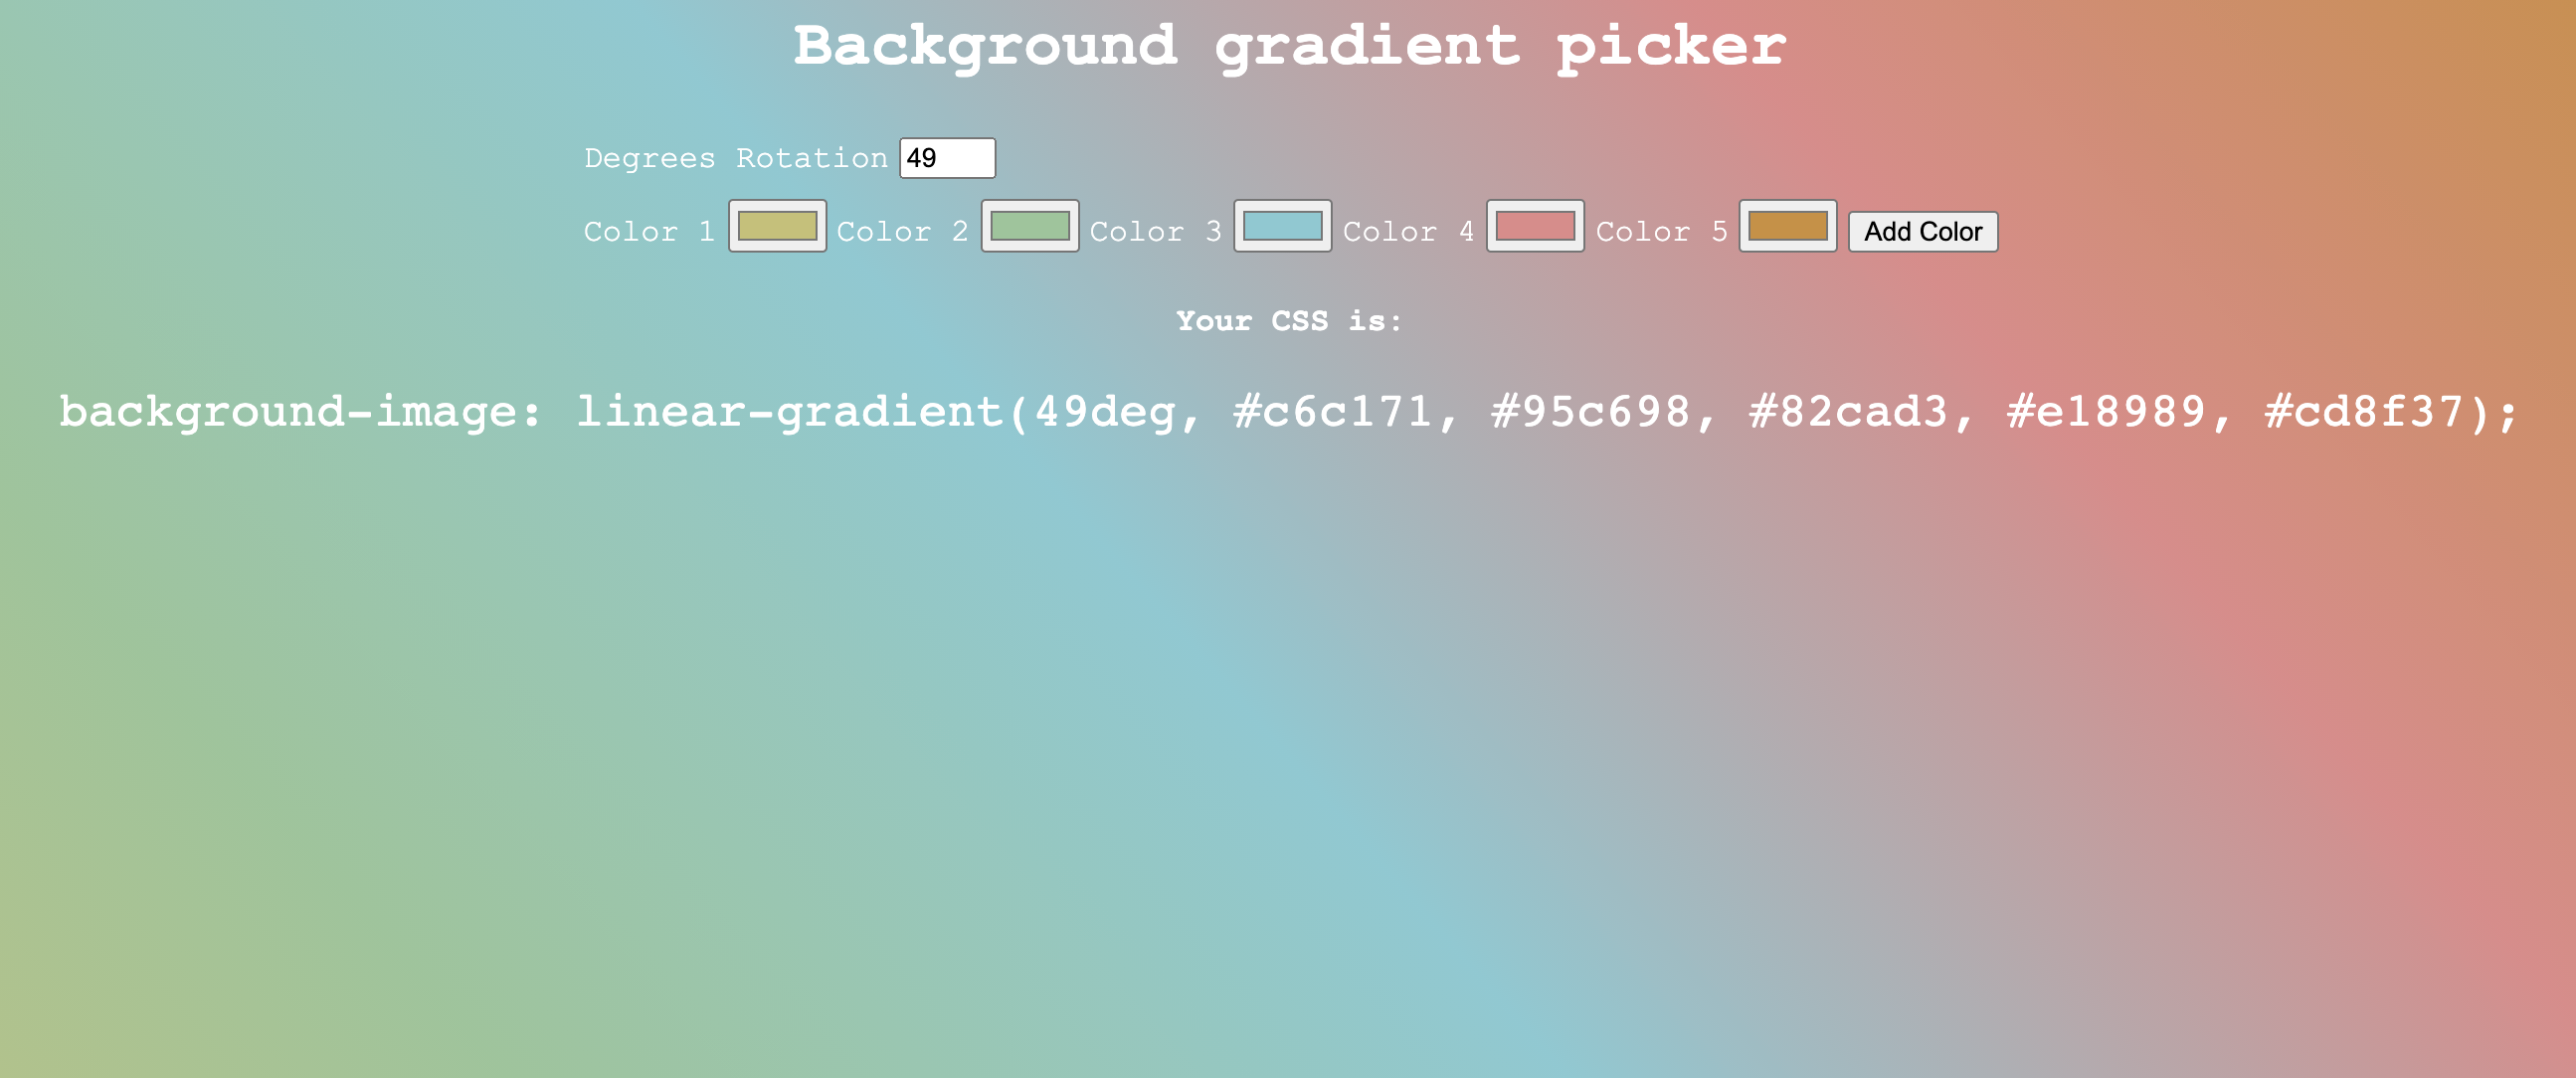 Background gradient picker
Degrees Rotation 49
Color 1 Color 2 Color 3 Color 4 Color 5 Add Color
Your CSS is:
background-image: linear-gradient(49deg, #c6c171, #95c698, #82cad3, #e18989, #cd8f37);